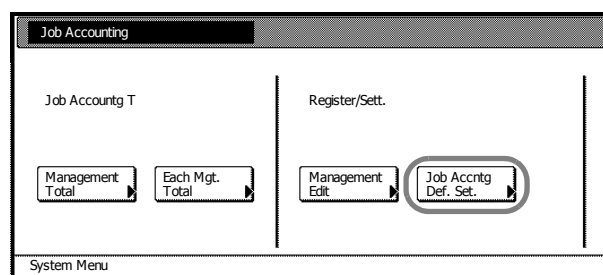 Job Accounting
Job Accountg T
Register/Sett.
Management
Total
Each Mgt.
Total
Management
Edit
Job Accntg
Def. Set.
System Menu